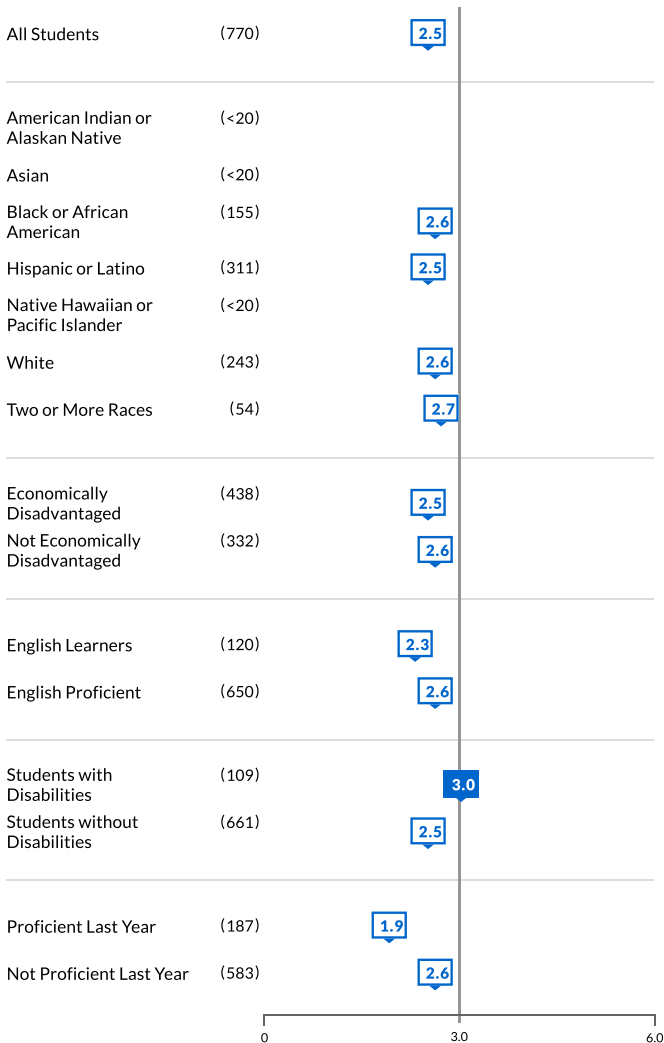 All Students (770) 2.5
American Indian or (<20)
Alaskan Native
Asian (<20)
Black or African (155) 2.6
American
Hispanic or Latino (311) 2.5
Native Hawaiian or (<20)
Pacific Islander
White (243) 2.6
Two or More Races (54) 2.7
Economically (438) 2.5
Disadvantaged
Not Economically (332) 2.6
Disadvantaged
English Learners (120) 2.3
English Proficient (650) 2.6
Students with (109) 3.0
Disabilities
Students without (661) 2.5
Disabilities
Proficient Last Year (187) 1.9
Not Proficient Last Year (583) 2.6
0 3.0 6.0